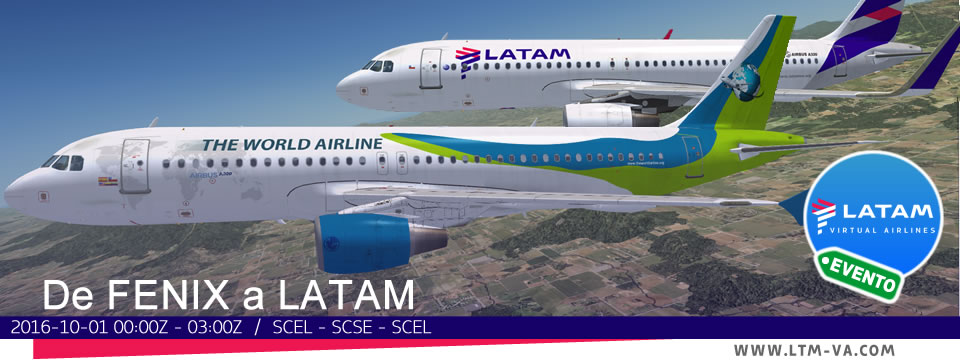 LATAM
AIRBUS A320
THE WORLD AIRLINE
AIRBUS A320
LATAM
VIRTUAL AIRLINES
EVENTO
De FENIX a LATAM
2016-10-01 00:00Z - 03:00Z / SCEL - SCSE - SCEL
WWW.LTM-VA.COM